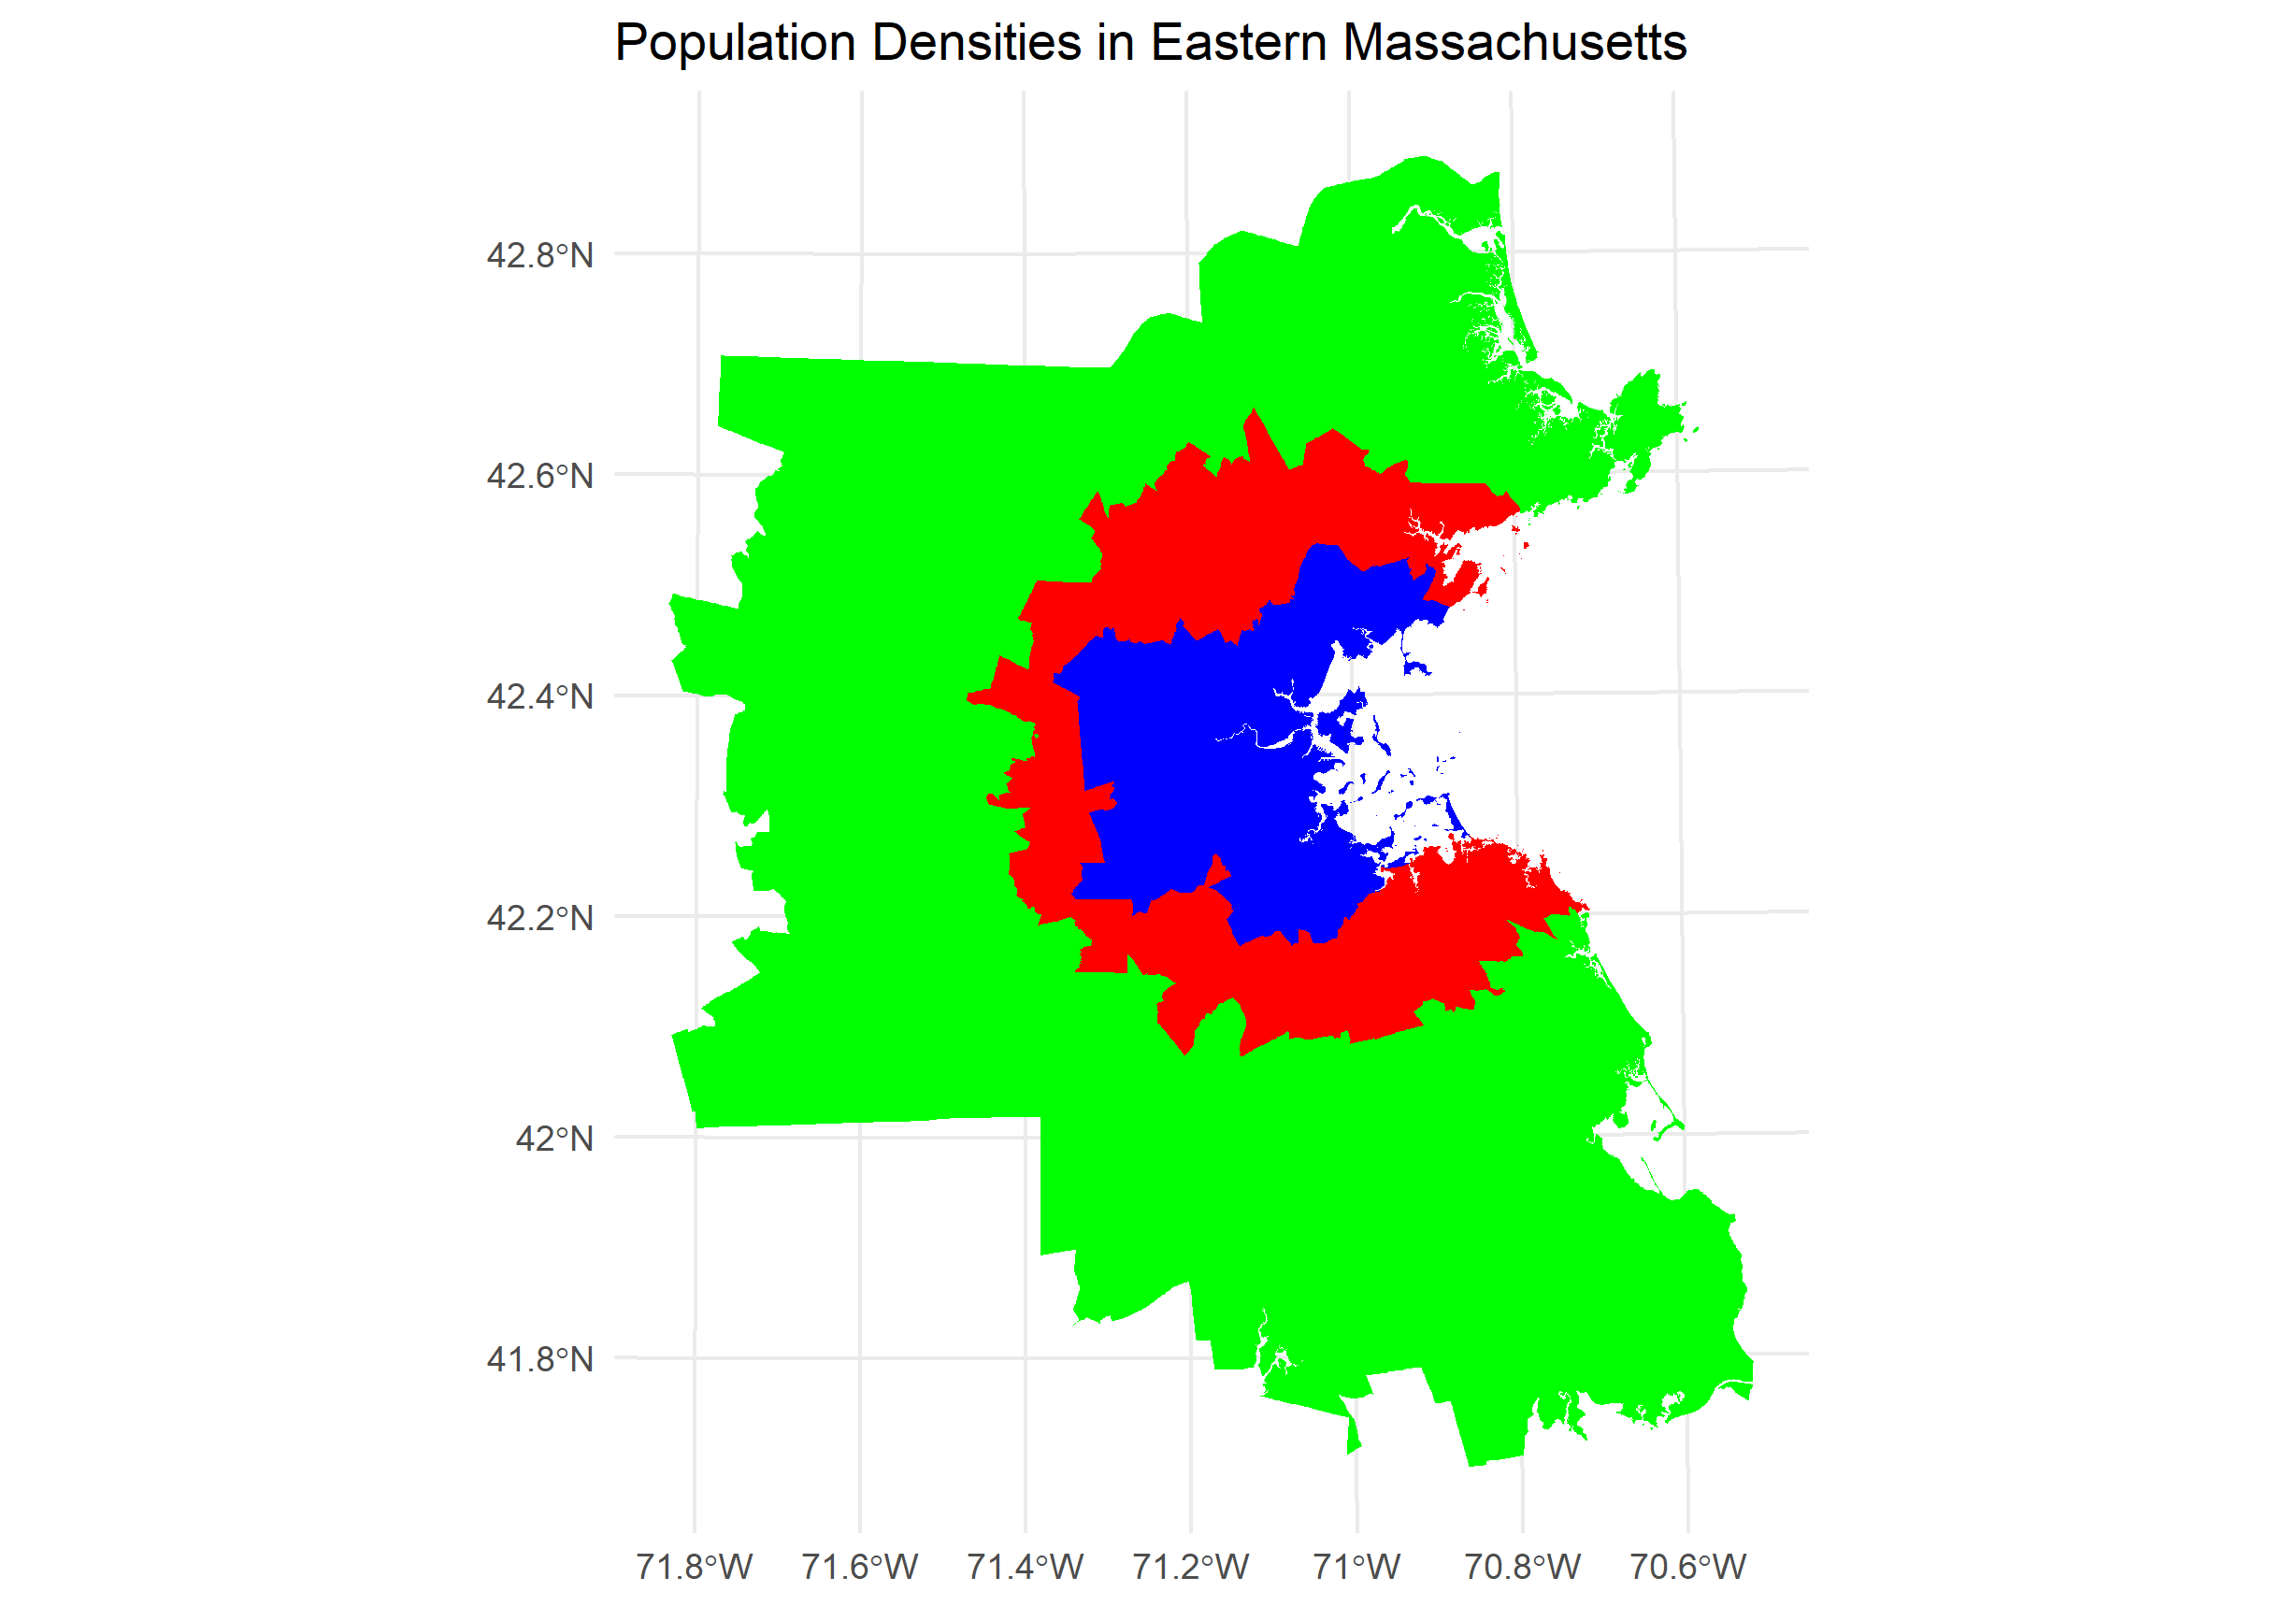 Population Densities in Eastern Massachusetts
42.8°N
42.6°N
42.4°N
42.2°N
42°N
41.8°N
71.8°W 71.6°W 71.4°W 71.2°W 71°W 70.8°W 70.6°W